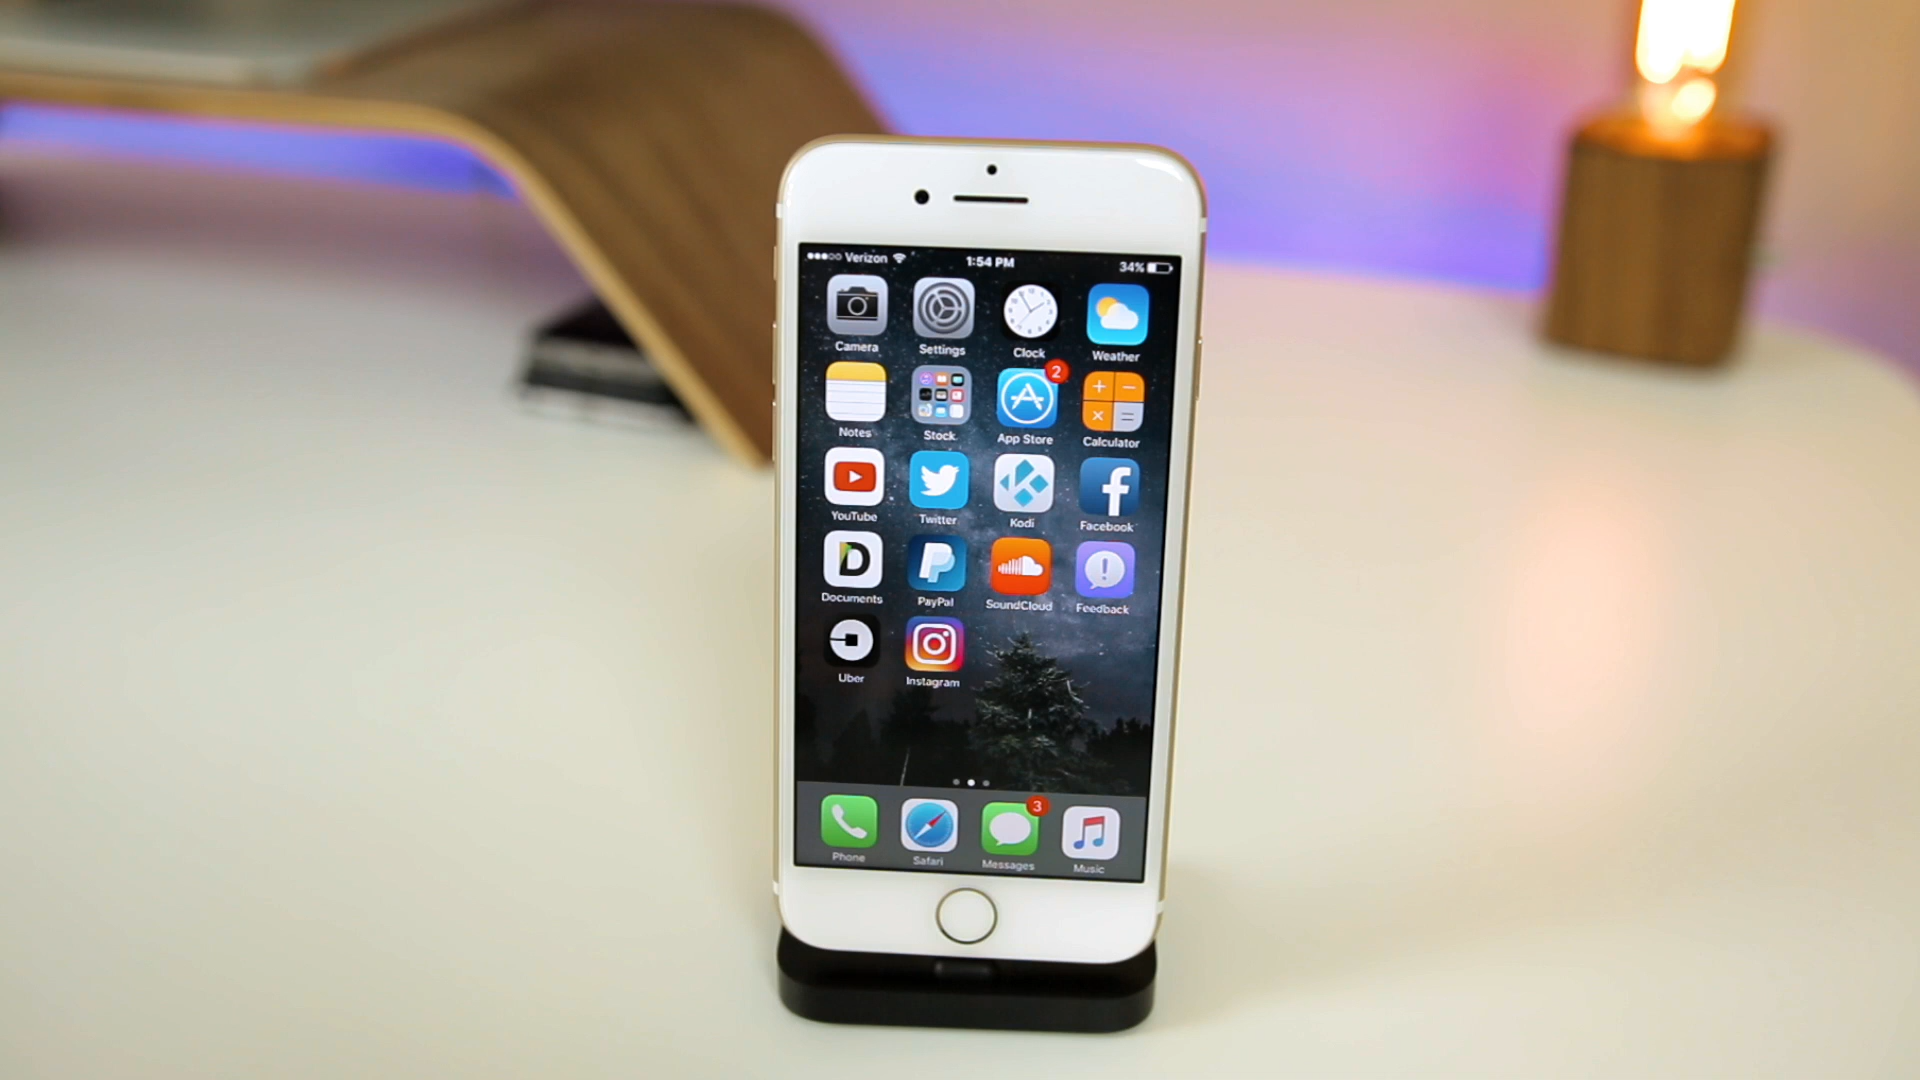 Verizon 1:54 PM 34%
Camera Settings Clock Weather
2
Notes Stock App Store Calculator
YouTube Twitter Kodi Facebook
D
Documents PayPal SoundCloud Feedback
Uber Instagram
3
Phone Safari Messages Music